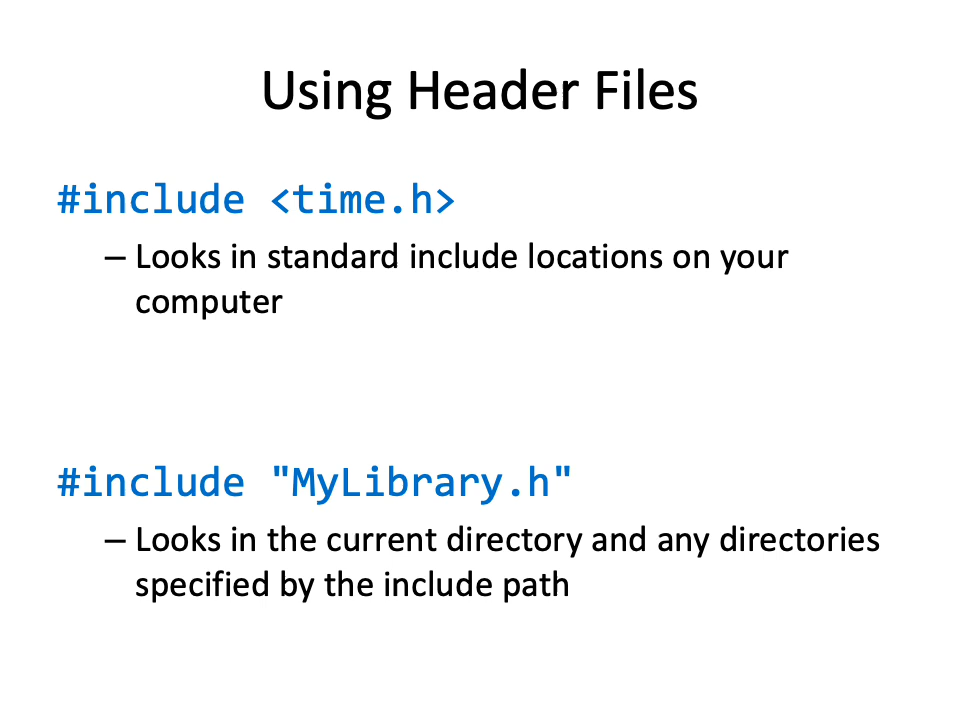 Using Header Files
#include <time.h>
– Looks in standard include locations on your
computer
#include "MyLibrary.h"
– Looks in the current directory and any directories
specified by the include path